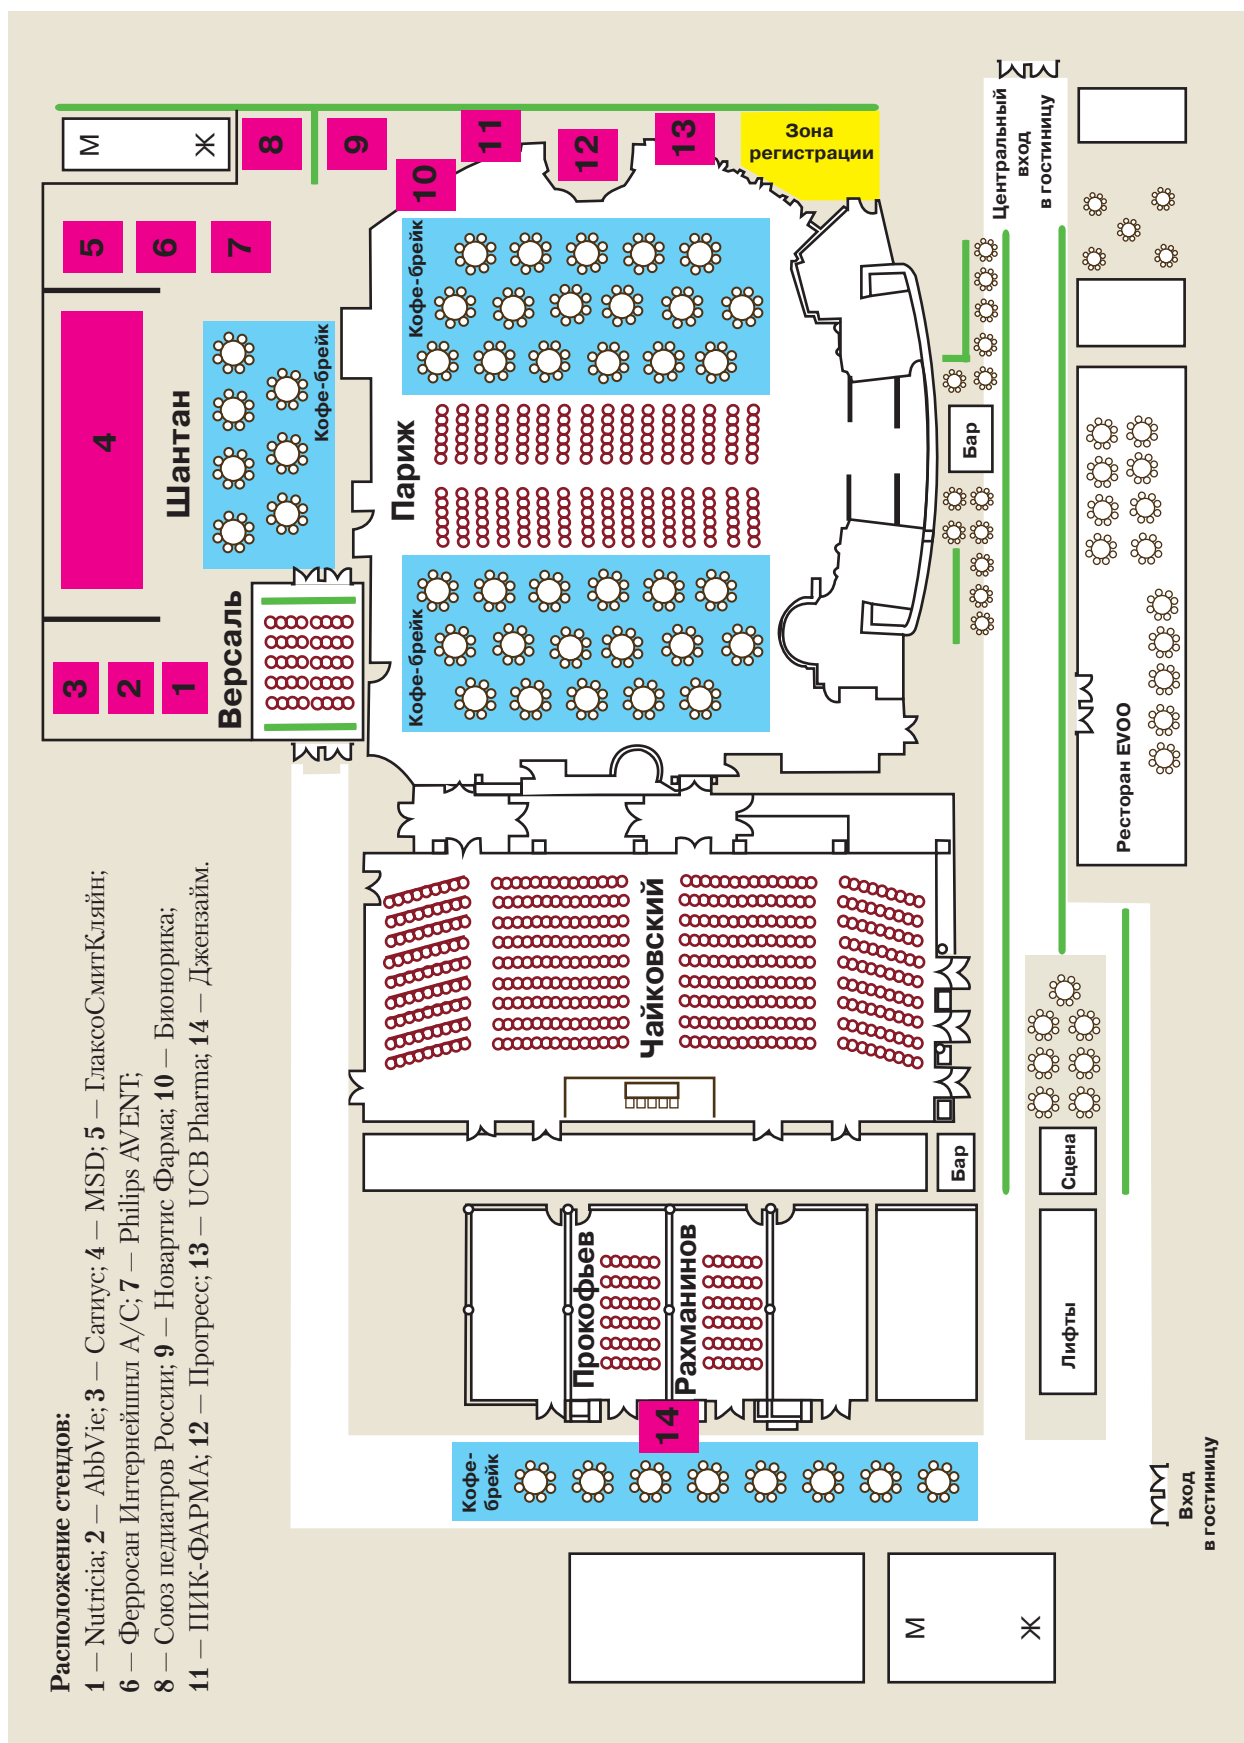 Расположение стендов:
1 — Nutricia; 2 — AbbVie; 3 — Сатиус; 4 — MSD; 5 — ГлаксоСмитКляйн;
6 — Ферросан Интернейшнл А/С; 7 — Philips AVENT;
8 — Союз педиатров России; 9 — Новартис Фарма; 10 — Бионорика;
11 — ПИК-ФАРМА; 12 — Прогресс; 13 — UCB Pharma; 14 — Джензайм.
М
Ж
8
9
10
11
12
13
Зона
регистрации
Центральный
вход
в гостиницу
5
6
7
4
Шантан
Кофе-брейк
Кофе-брейк
Париж
Бар
3
2
1
Версаль
Кофе-брейк
Ресторан EVOO
Чайковский
Бар
Сцена
Прокофьев
Рахманинов
14
Лифты
Кофе-
брейк
Вход
в гостиницу
М
Ж